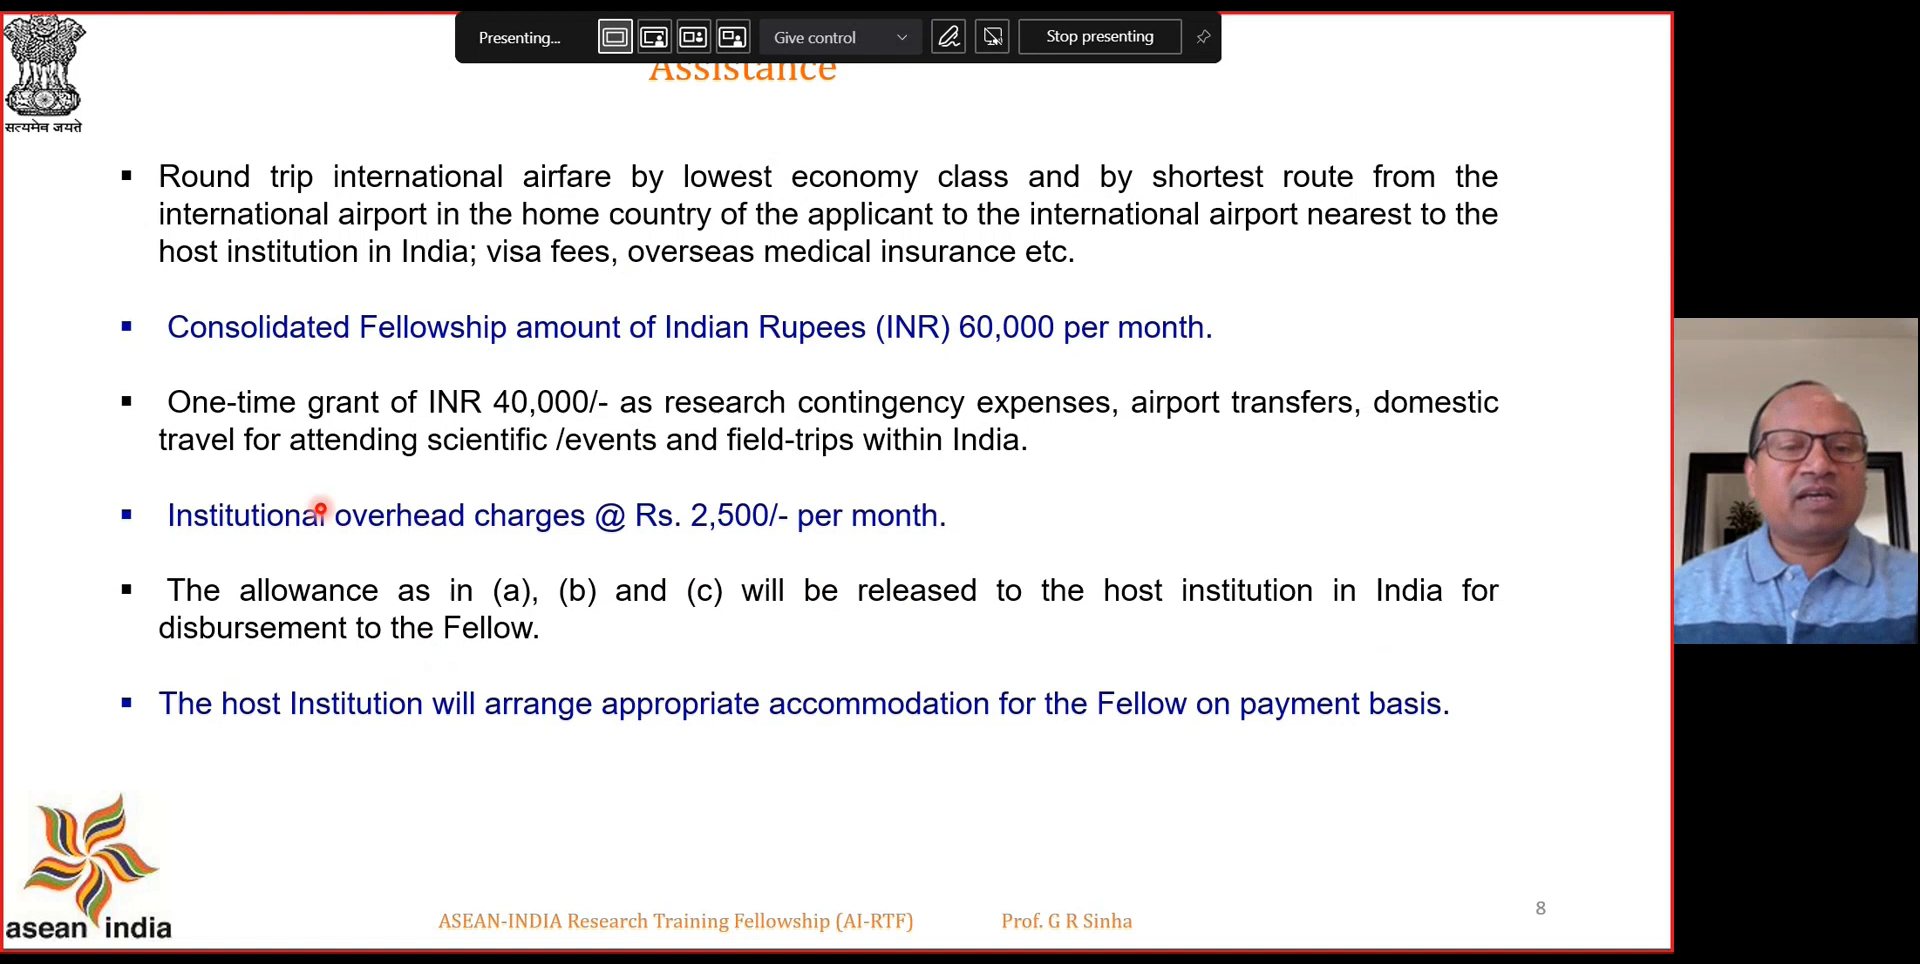 Presenting...
Give control
Stop presenting
सत्यमेव जयते
Assistance
▪ Round trip international airfare by lowest economy class and by shortest route from the
international airport in the home country of the applicant to the international airport nearest to the
host institution in India; visa fees, overseas medical insurance etc.
▪ Consolidated Fellowship amount of Indian Rupees (INR) 60,000 per month.
▪ One-time grant of INR 40,000/- as research contingency expenses, airport transfers, domestic
travel for attending scientific /events and field-trips within India.
▪ Institutional overhead charges @ Rs. 2,500/- per month.
▪ The allowance as in (a), (b) and (c) will be released to the host institution in India for
disbursement to the Fellow.
▪ The host Institution will arrange appropriate accommodation for the Fellow on payment basis.
asean india
ASEAN-INDIA Research Training Fellowship (AI-RTF) Prof. G R Sinha
8